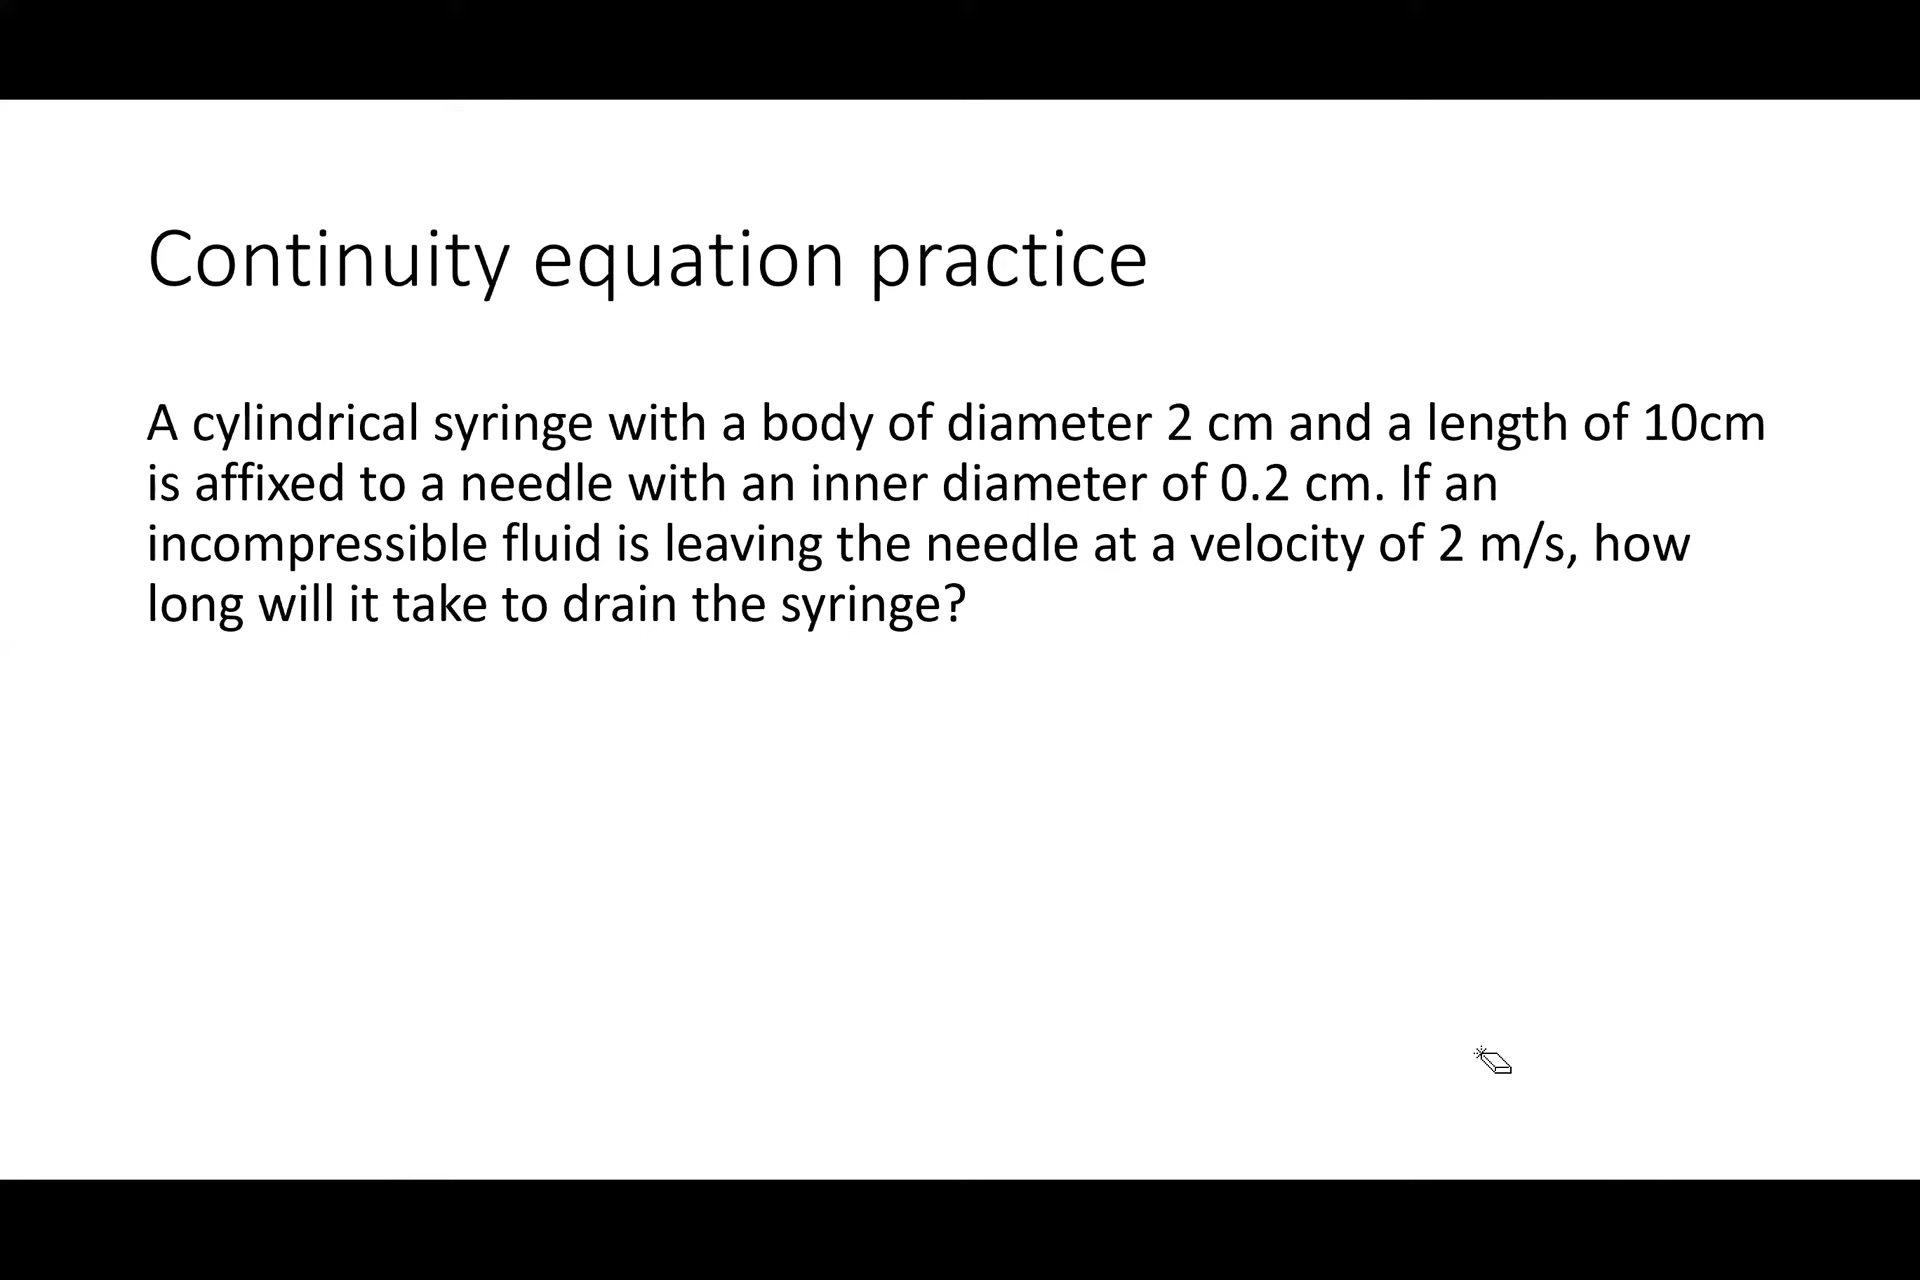 Continuity equation practice
A cylindrical syringe with a body of diameter 2 cm and a length of 10cm
is affixed to a needle with an inner diameter of 0.2 cm. If an
incompressible fluid is leaving the needle at a velocity of 2 m/s, how
long will it take to drain the syringe?